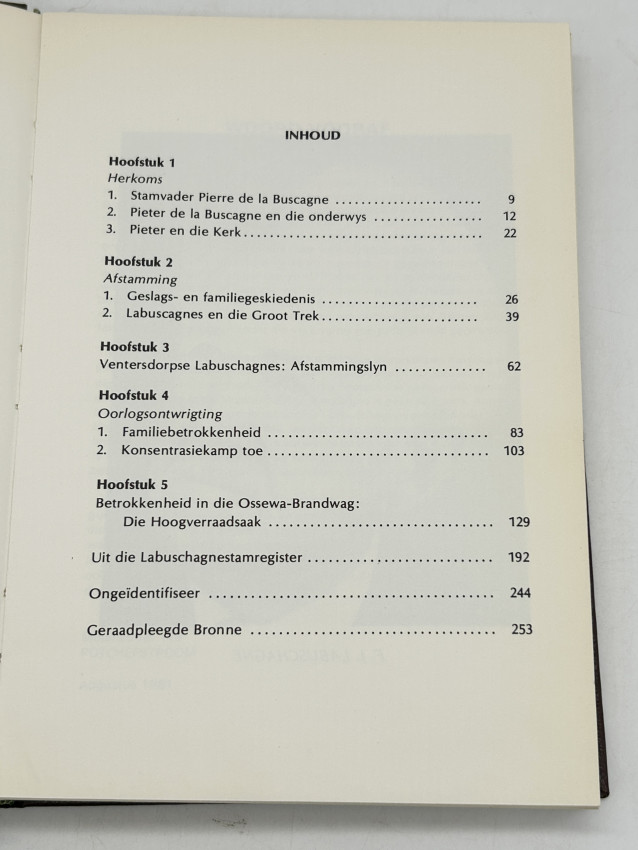 INHOUD
Hoofstuk 1
Herkoms
1. Stamvader Pierre de la Buscagne ...................... 9
2. Pieter de la Buscagne en die onderwys ................ 12
3. Pieter en die Kerk.................................... 22
Hoofstuk 2
Afstamming
1. Geslags- en familiegeskiedenis ........................ 26
2. Labuscagnes en die Groot Trek........................ 39
Hoofstuk 3
Ventersdorpse Labuschagnes: Afstammingslyn .............. 62
Hoofstuk 4
Oorlogsontwrigting
1. Familiebetrokkenheid .................................. 83
2. Konsentrasiekamp toe.................................. 103
Hoofstuk 5
Betrokkenheid in die Ossewa-Brandwag:
Die Hoogverraadsaak .................................. 129
Uit die Labuschagnestamregister ............................ 192
Ongeïdentifiseer ........................................... 244
Geraadpleegde Bronne ..................................... 253